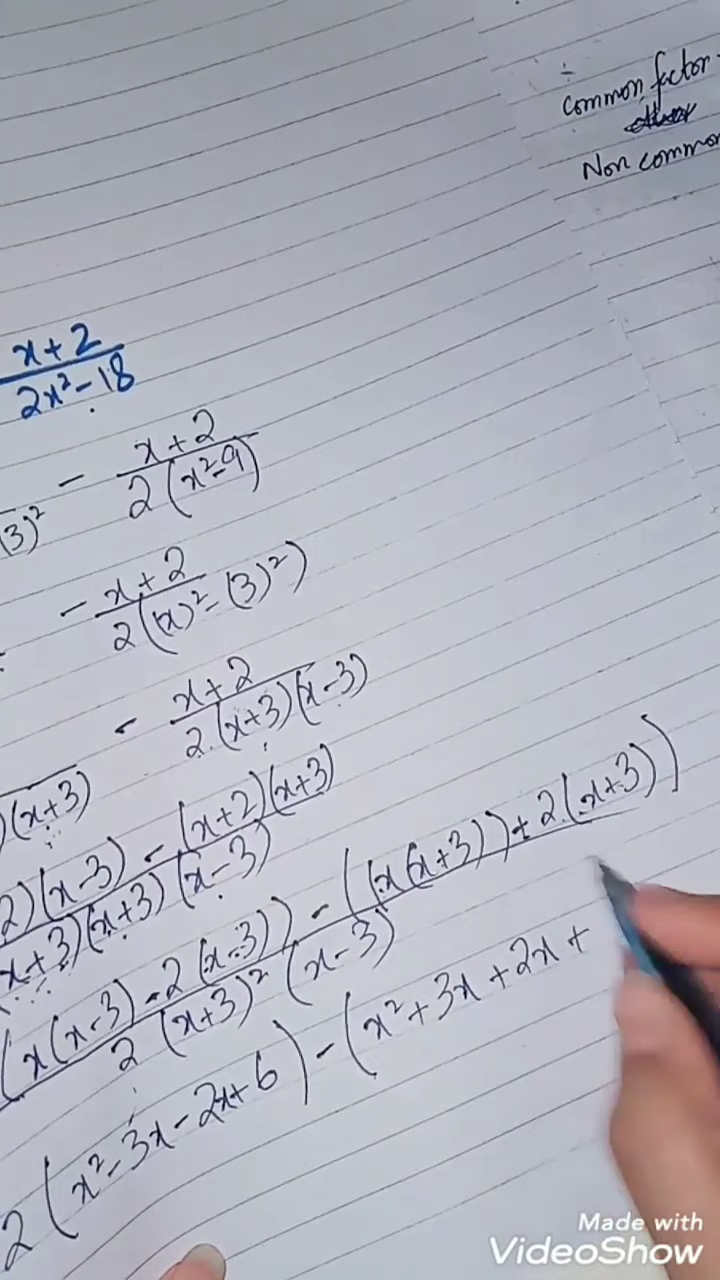 ÷
Common factor
Non common
x+2
2x²-18
(3)² - x+2
2(x²-9)
- x+2
2((x)²-(3)²)
- x+2
2.(x+3)(x-3)
)(x+3)
2)(x-3) - (x+2)(x+3)
x+3)(x+3)(x-3)
(x(x-3)-2(x-3)) - ((x(x+3))+2(x+3))
2(x+3)²(x-3)
2(x²-3x-2x+6) - (x²+3x+2x+
Made with
VideoShow